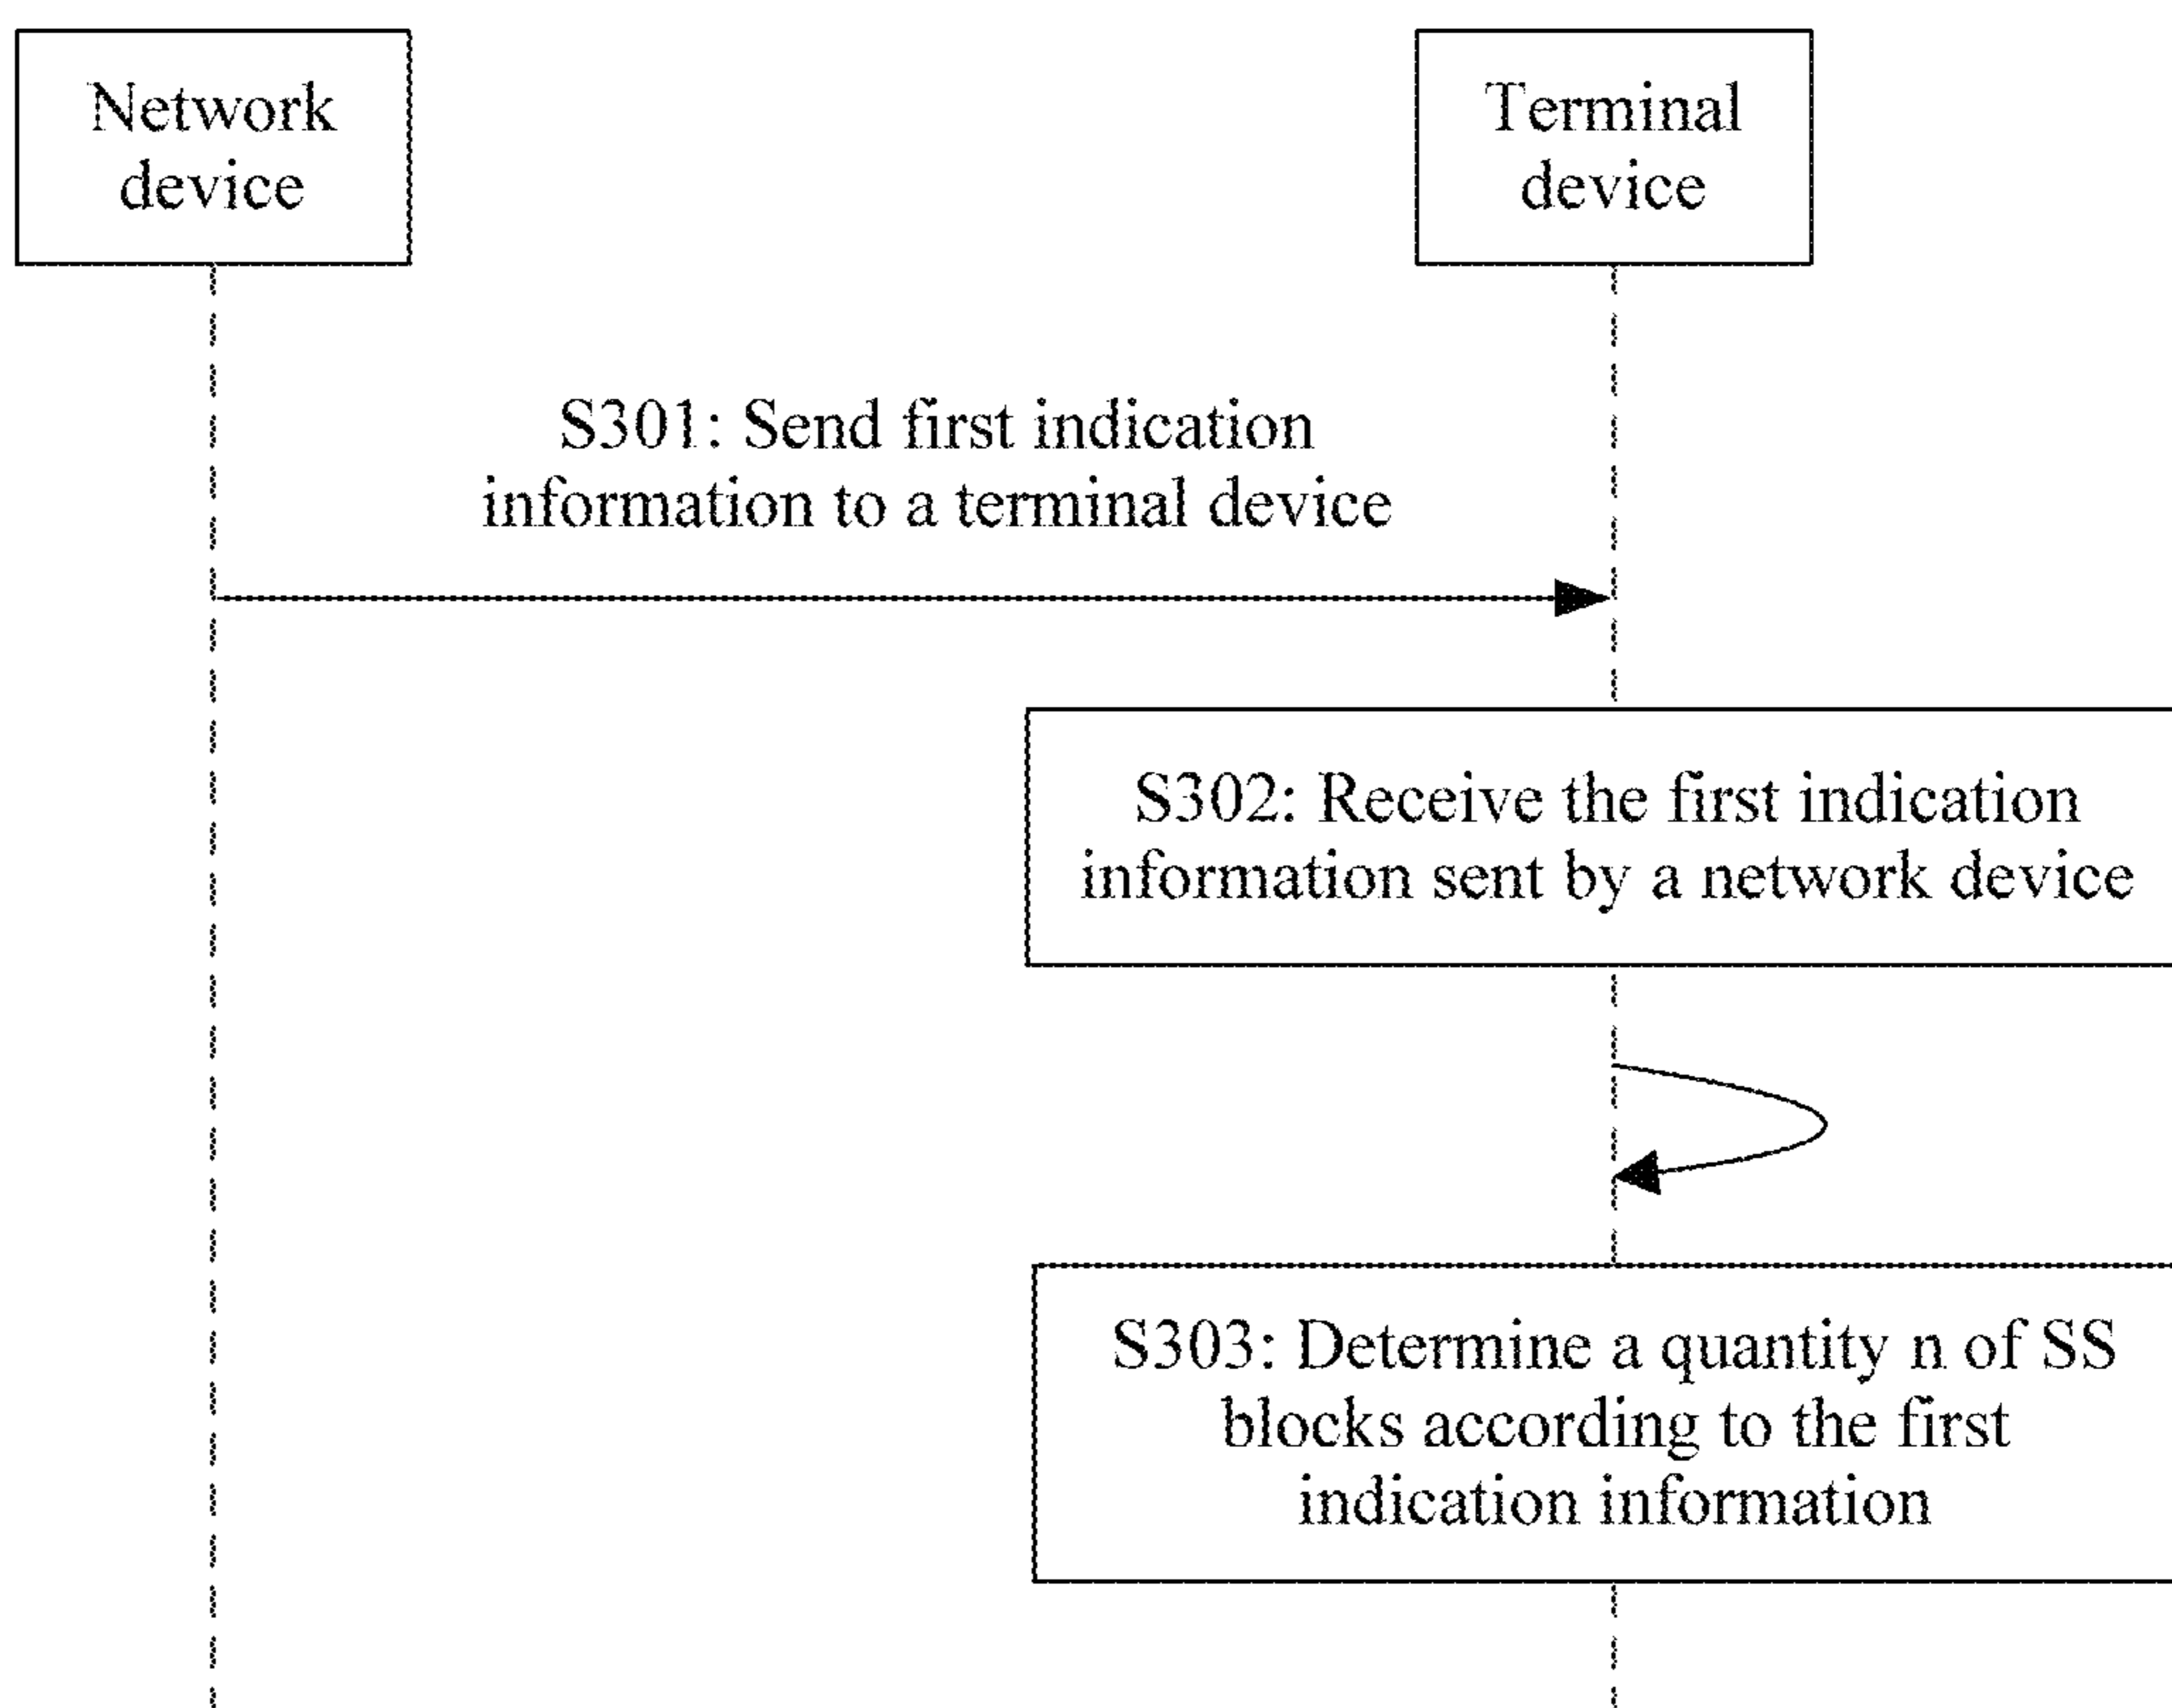 Network
device
Terminal
device
S301: Send first indication
information to a terminal device
S302: Receive the first indication
information sent by a network device
S303: Determine a quantity n of SS
blocks according to the first
indication information